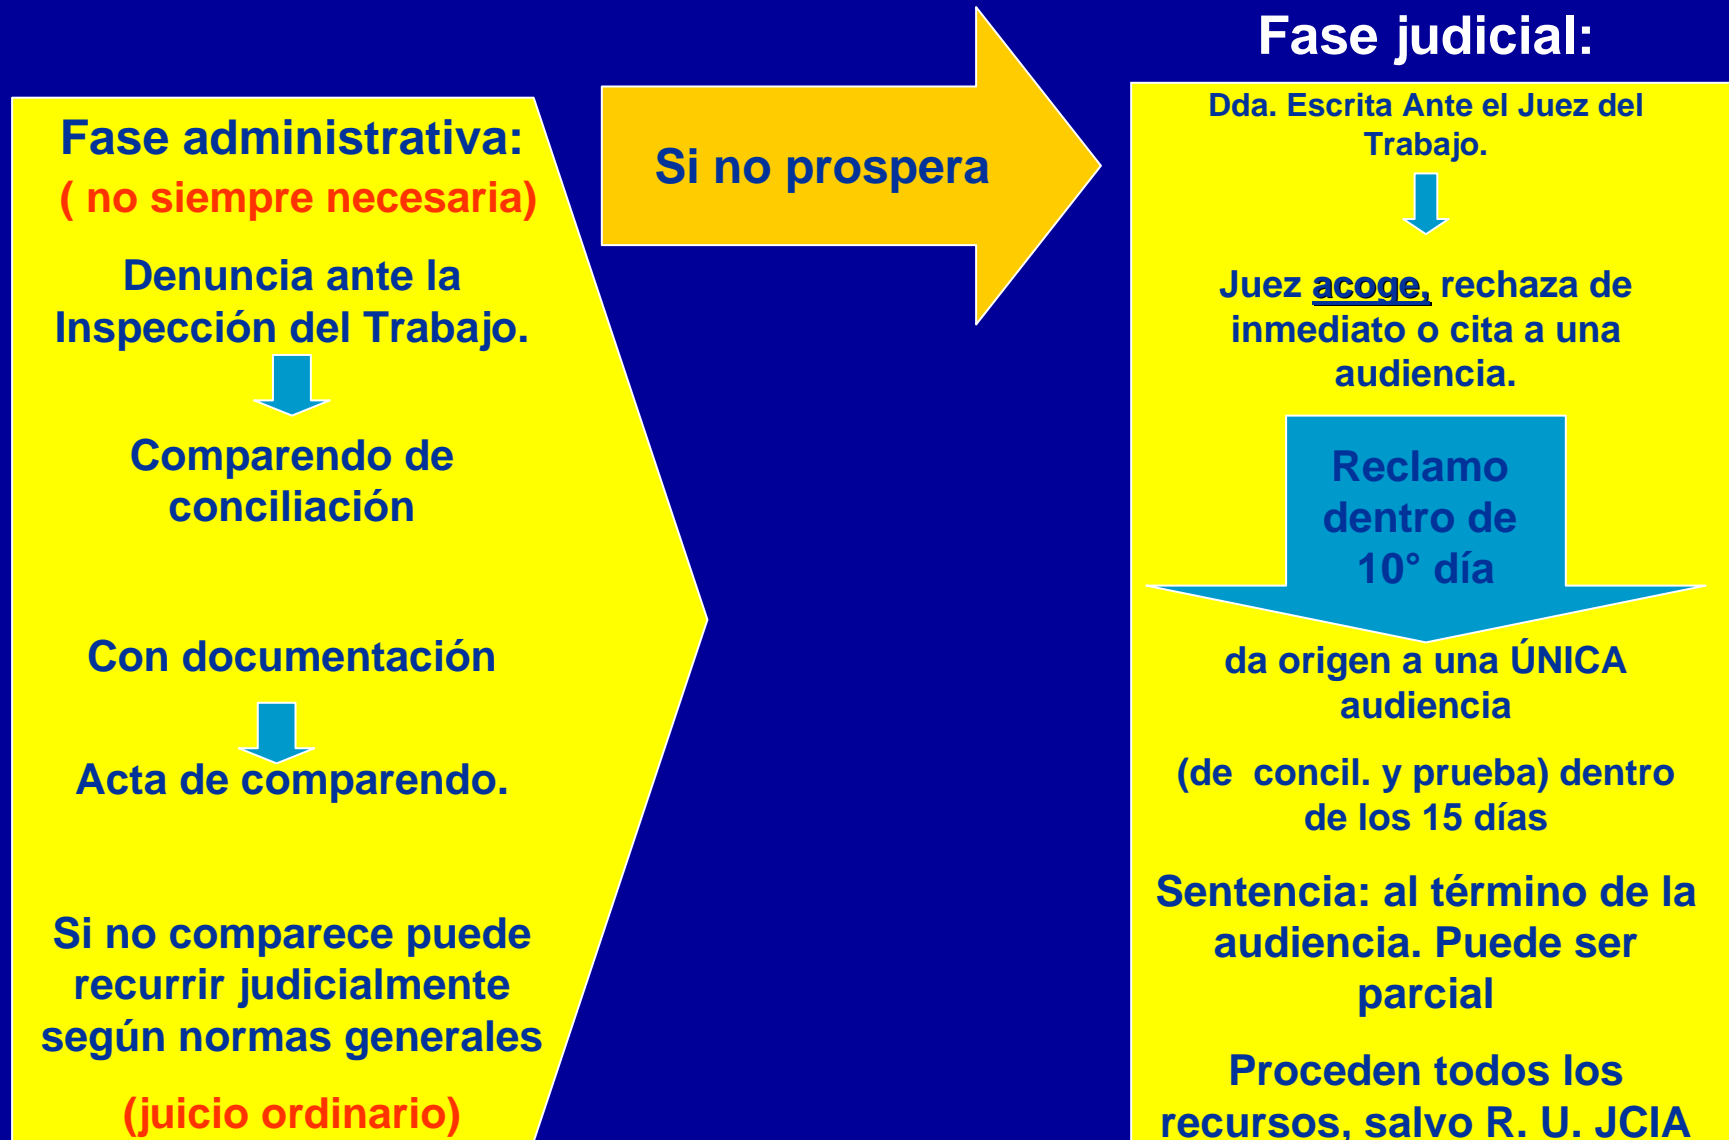 Fase administrativa:
( no siempre necesaria)
Denuncia ante la
Inspección del Trabajo.
Comparendo de
conciliación
Con documentación
Acta de comparendo.
Si no comparece puede
recurrir judicialmente
según normas generales
(juicio ordinario)
Si no prospera
Fase judicial:
Dda. Escrita Ante el Juez del
Trabajo.
Juez acoge, rechaza de
inmediato o cita a una
audiencia.
Reclamo
dentro de
10° día
da origen a una ÚNICA
audiencia
(de concil. y prueba) dentro
de los 15 días
Sentencia: al término de la
audiencia. Puede ser
parcial
Proceden todos los
recursos, salvo R. U. JCIA